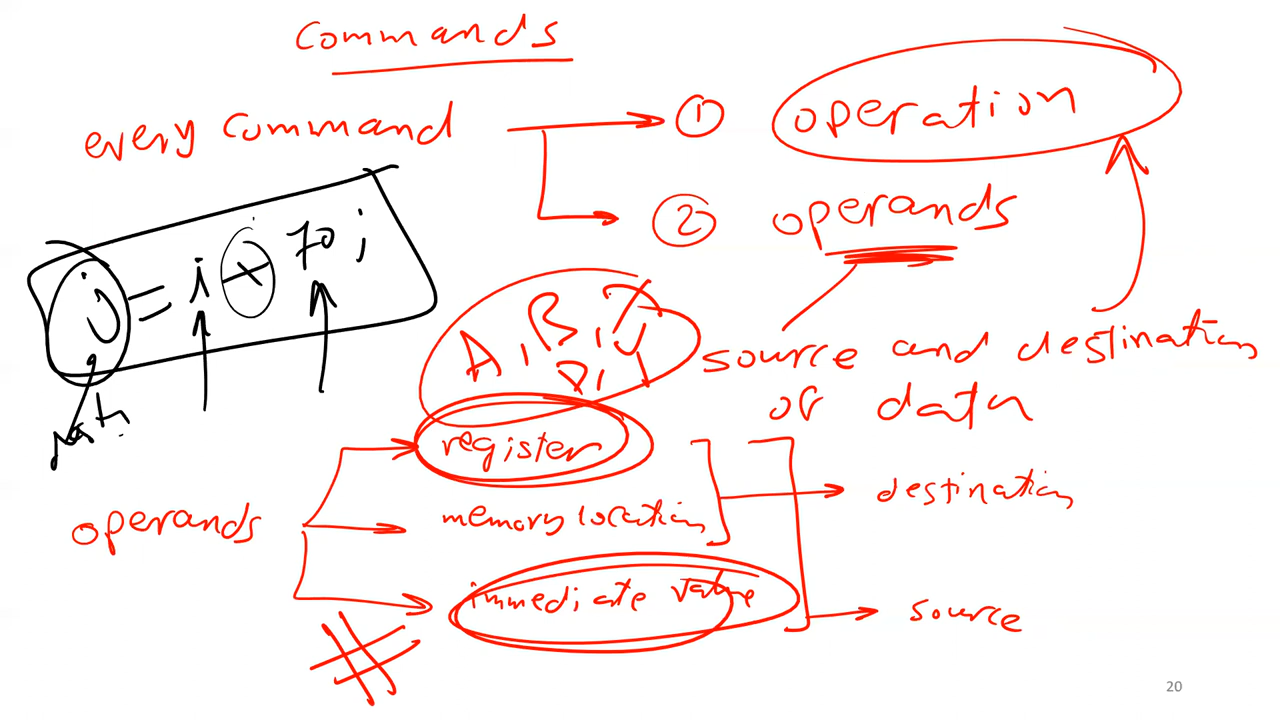 commands
every command ① operation
② operands
j = i + 70 ;
A, B, X, Y
D,
source and destination
of data
register
operands memory location destination
immediate value
# source
20